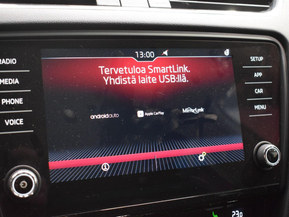 13:00
RADIO
MEDIA
PHONE
VOICE
Tervetuloa SmartLink.
Yhdistä laite USB:llä.
androidauto
Apple CarPlay
MirrorLink
SETUP
APP
CAR
MENU
23